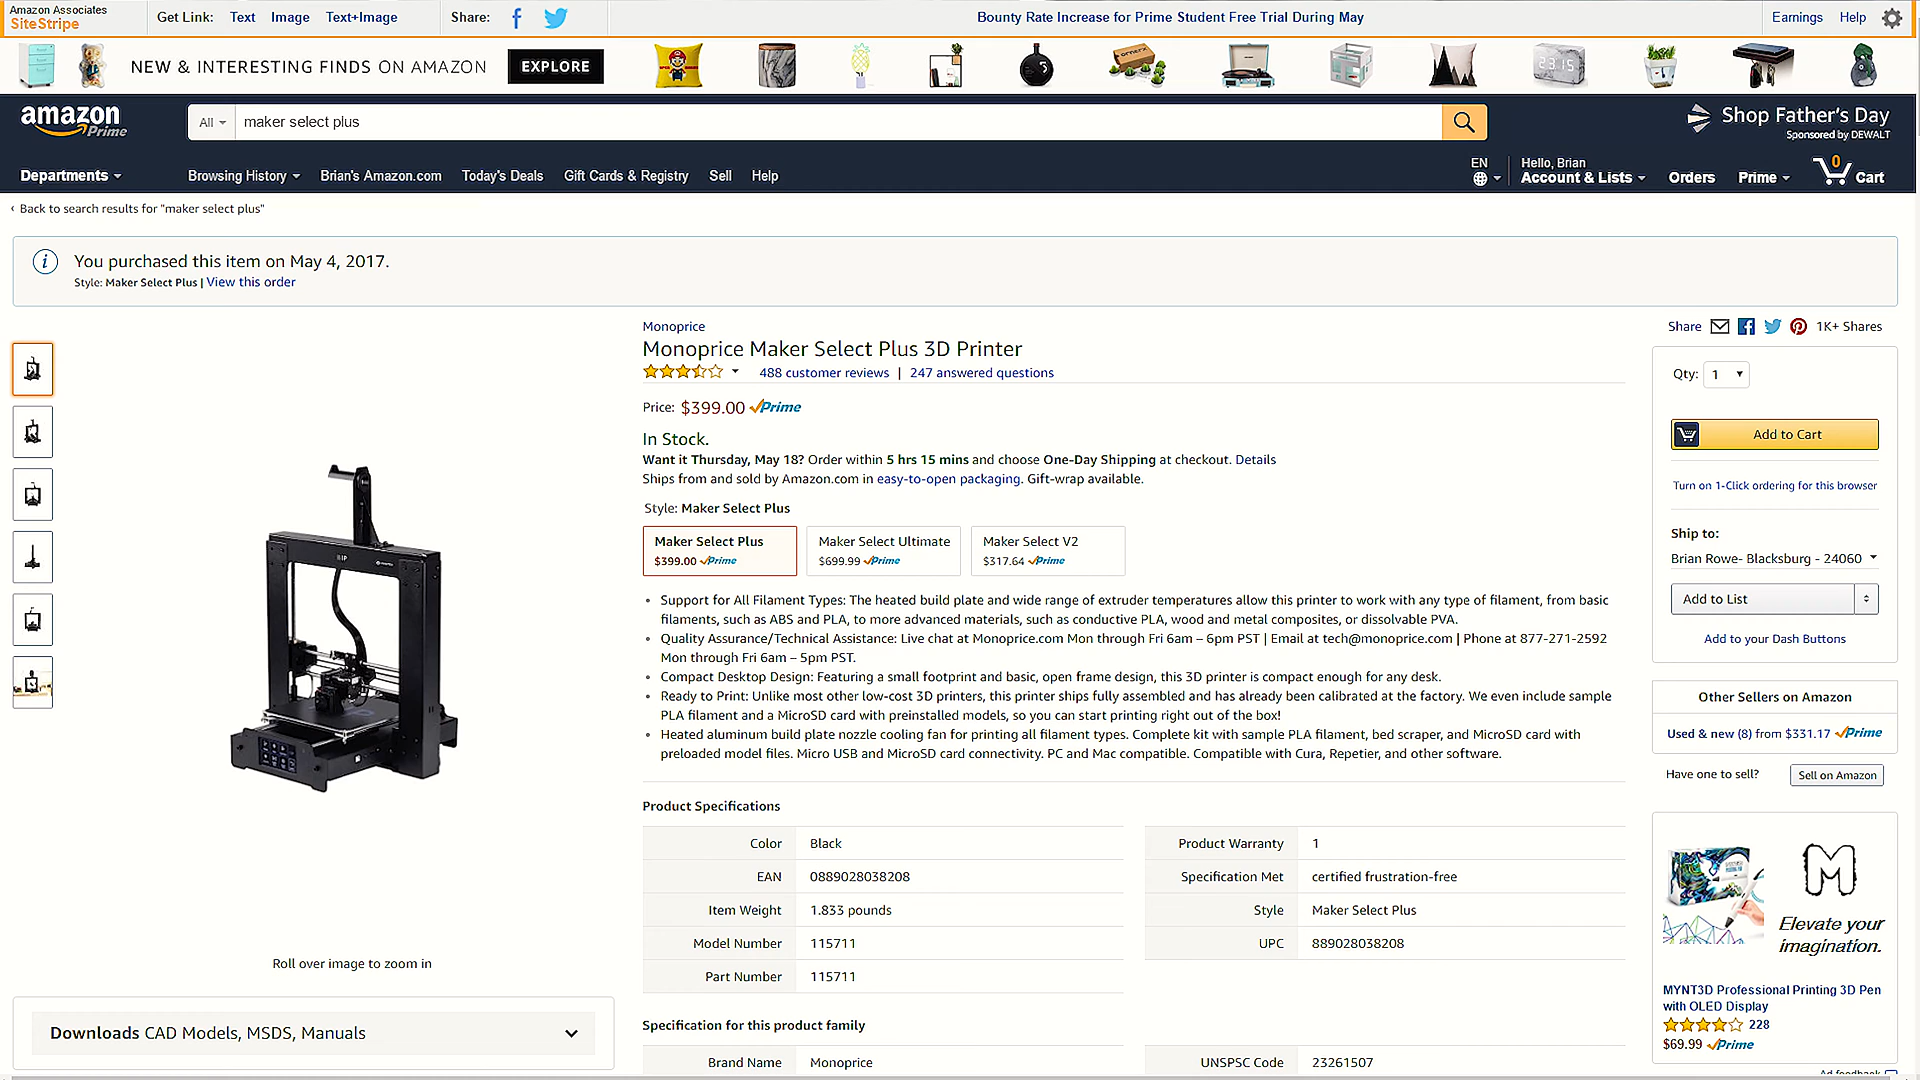 Amazon Associates
SiteStripe
Get Link: Text Image Text+Image
Share:
Bounty Rate Increase for Prime Student Free Trial During May
Earnings Help
NEW & INTERESTING FINDS ON AMAZON EXPLORE
amazon Prime
All
maker select plus
Shop Father's Day
Sponsored by DEWALT
Departments
Browsing History Brian's Amazon.com Today's Deals Gift Cards & Registry Sell Help
EN
Hello, Brian
Account & Lists
Orders
Prime
0
Cart
‹ Back to search results for "maker select plus"
You purchased this item on May 4, 2017.
Style: Maker Select Plus | View this order
Monoprice
Monoprice Maker Select Plus 3D Printer
488 customer reviews | 247 answered questions
Price: $399.00 Prime
In Stock.
Want it Thursday, May 18? Order within 5 hrs 15 mins and choose One-Day Shipping at checkout. Details
Ships from and sold by Amazon.com in easy-to-open packaging. Gift-wrap available.
Style: Maker Select Plus
Maker Select Plus
$399.00 Prime
Maker Select Ultimate
$699.99 Prime
Maker Select V2
$317.64 Prime
• Support for All Filament Types: The heated build plate and wide range of extruder temperatures allow this printer to work with any type of filament, from basic
filaments, such as ABS and PLA, to more advanced materials, such as conductive PLA, wood and metal composites, or dissolvable PVA.
• Quality Assurance/Technical Assistance: Live chat at Monoprice.com Mon through Fri 6am – 6pm PST | Email at tech@monoprice.com | Phone at 877-271-2592
Mon through Fri 6am – 5pm PST.
• Compact Desktop Design: Featuring a small footprint and basic, open frame design, this 3D printer is compact enough for any desk.
• Ready to Print: Unlike most other low-cost 3D printers, this printer ships fully assembled and has already been calibrated at the factory. We even include sample
PLA filament and a MicroSD card with preinstalled models, so you can start printing right out of the box!
• Heated aluminum build plate nozzle cooling fan for printing all filament types. Complete kit with sample PLA filament, bed scraper, and MicroSD card with
preloaded model files. Micro USB and MicroSD card connectivity. PC and Mac compatible. Compatible with Cura, Repetier, and other software.
Product Specifications
Color Black
EAN 0889028038208
Item Weight 1.833 pounds
Model Number 115711
Part Number 115711
Product Warranty 1
Specification Met certified frustration-free
Style Maker Select Plus
UPC 889028038208
Specification for this product family
Brand Name Monoprice
UNSPSC Code 23261507
Roll over image to zoom in
Downloads CAD Models, MSDS, Manuals
Share 1K+ Shares
Qty: 1
Add to Cart
Turn on 1-Click ordering for this browser
Ship to:
Brian Rowe- Blacksburg - 24060
Add to List
Add to your Dash Buttons
Other Sellers on Amazon
Used & new (8) from $331.17 Prime
Have one to sell? Sell on Amazon
M
Elevate your
imagination.
MYNT3D Professional Printing 3D Pen
with OLED Display
228
$69.99 Prime
Ad feedback